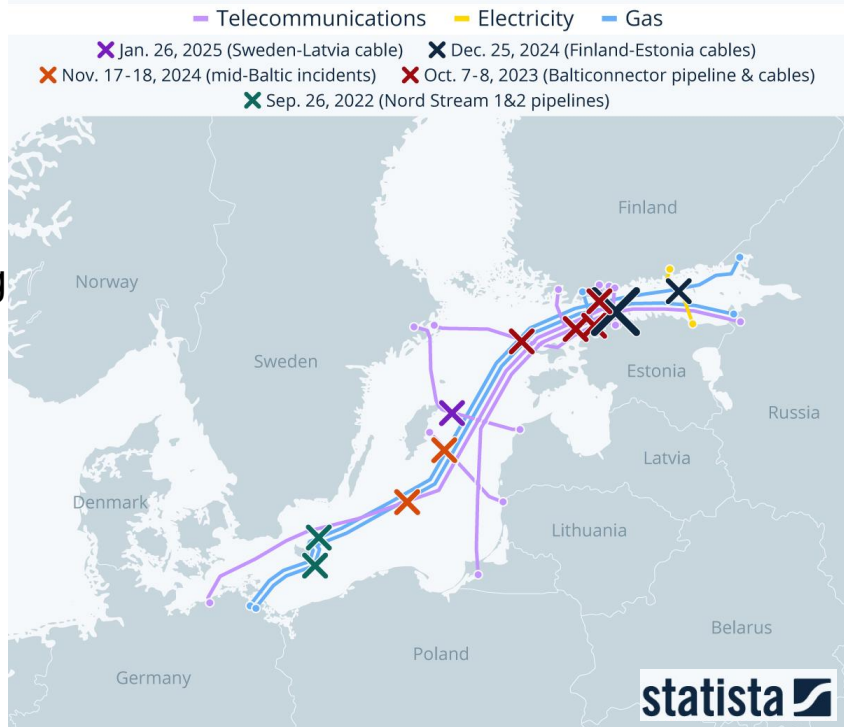 Telecommunications Electricity Gas
Jan. 26, 2025 (Sweden-Latvia cable) Dec. 25, 2024 (Finland-Estonia cables)
Nov. 17-18, 2024 (mid-Baltic incidents) Oct. 7-8, 2023 (Balticonnector pipeline & cables)
Sep. 26, 2022 (Nord Stream 1&2 pipelines)
Finland
Norway
g
Sweden
Estonia
Russia
Latvia
Denmark
Lithuania
Belarus
Poland
Germany
statista